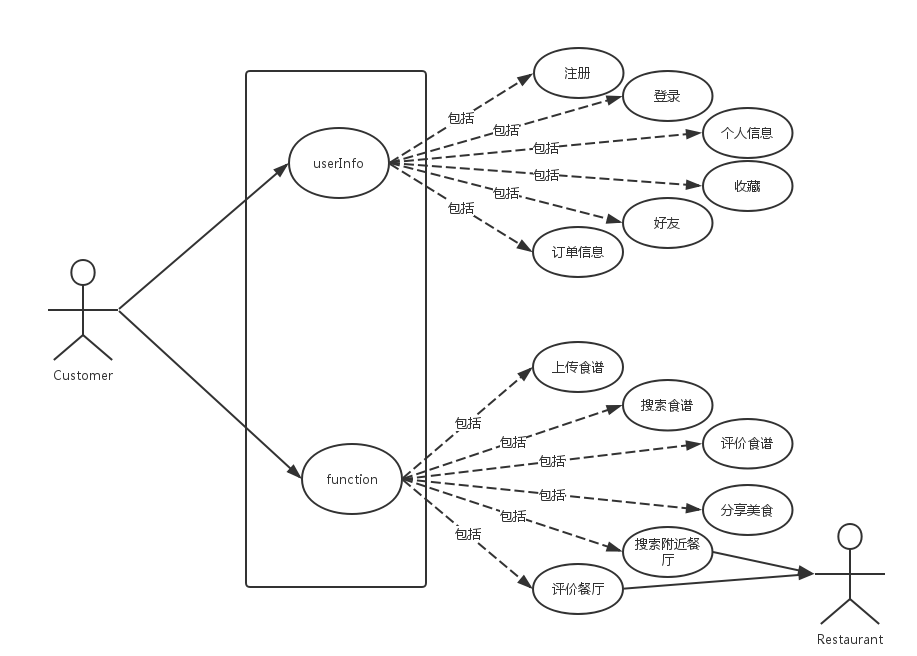 注册
登录
包括
包括
个人信息
包括
userInfo
包括
收藏
包括
包括
好友
订单信息
Customer
上传食谱
搜索食谱
包括
包括
评价食谱
包括
function
包括
分享美食
包括
包括
搜索附近餐
厅
评价餐厅
Restaurant